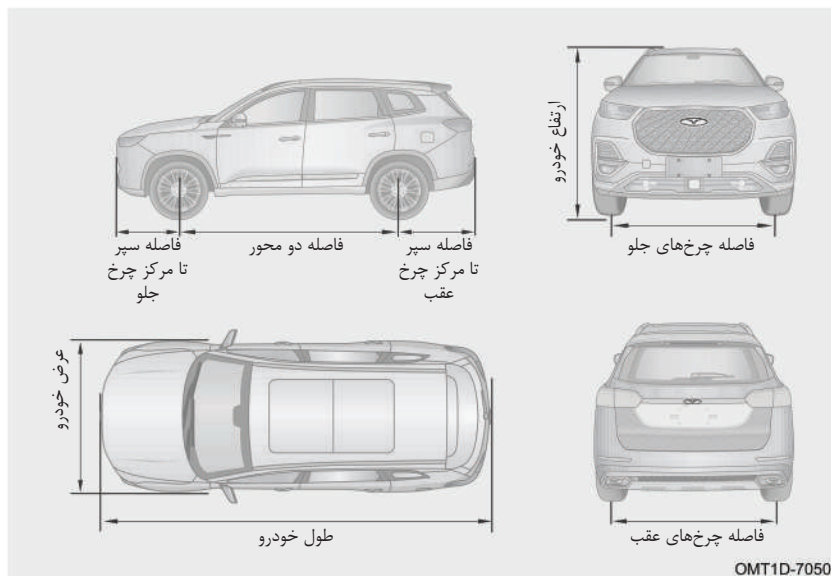 ارتفاع خودرو
فاصله چرخ‌های جلو
فاصله سپر
تا مرکز چرخ
جلو
فاصله دو محور
فاصله سپر
تا مرکز چرخ
عقب
عرض خودرو
طول خودرو
فاصله چرخ‌های عقب
OMT1D-7050